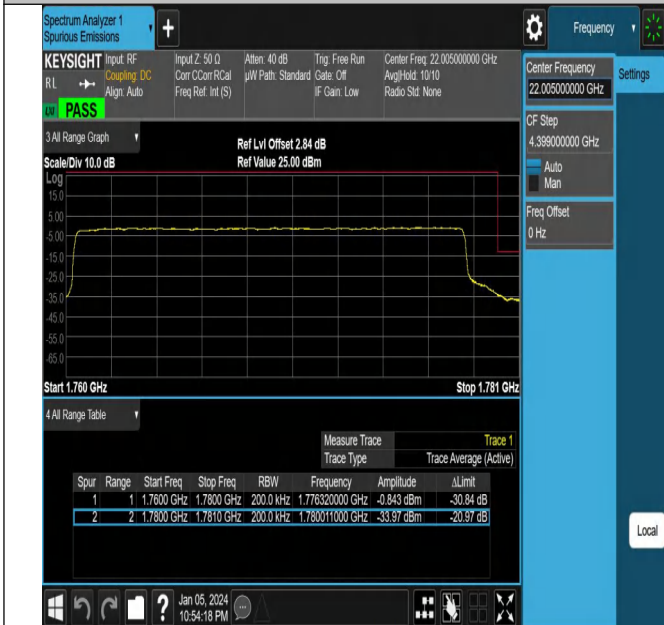 Spectrum Analyzer 1
Spurious Emissions
Frequency
KEYSIGHT Input: RF Input Z: 50 Ω Atten: 40 dB Trig: Free Run Center Freq: 22.005000000 GHz
RL Coupling: DC Corr CCorr RCal µW Path: Standard Gate: Off Avg|Hold: 10/10
Align: Auto Freq Ref: Int (S) IF Gain: Low Radio Std: None
PASS
Center Frequency
22.005000000 GHz
Settings
CF Step
4.399000000 GHz
Auto
Man
Freq Offset
0 Hz
3 All Range Graph
Ref Lvl Offset 2.84 dB
Scale/Div 10.0 dB Ref Value 25.00 dBm
Log
15.0
5.00
-5.00
-15.0
-25.0
-35.0
-45.0
-55.0
-65.0
Start 1.760 GHz Stop 1.781 GHz
4 All Range Table
Measure Trace Trace 1
Trace Type Trace Average (Active)
Spur Range Start Freq Stop Freq RBW Frequency Amplitude ΔLimit
1 1 1.7600 GHz 1.7800 GHz 200.0 kHz 1.776320000 GHz -0.843 dBm -30.84 dB
2 2 1.7800 GHz 1.7810 GHz 200.0 kHz 1.780011000 GHz -33.97 dBm -20.97 dB
Local
?
Jan 05, 2024
10:54:18 PM